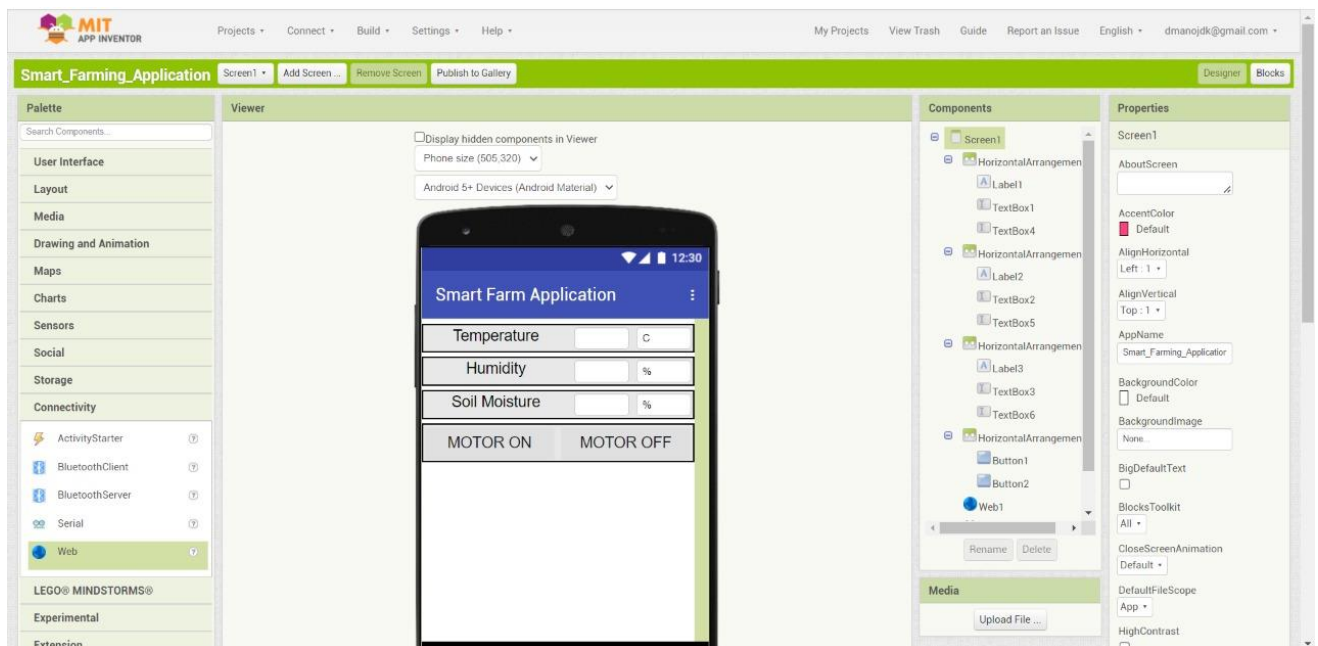 MIT
APP INVENTOR
Projects
Connect
Build
Settings
Help
My Projects
View Trash
Guide
Report an Issue
English
dmanojdk@gmail.com
Smart_Farming_Application
Screen1
Add Screen ...
Remove Screen
Publish to Gallery
Designer
Blocks
Palette
Search Components...
User Interface
Layout
Media
Drawing and Animation
Maps
Charts
Sensors
Social
Storage
Connectivity
ActivityStarter ?
BluetoothClient ?
BluetoothServer ?
Serial ?
Web ?
LEGO® MINDSTORMS®
Experimental
Extension
Viewer
Display hidden components in Viewer
Phone size (505,320)
Android 5+ Devices (Android Material)
12:30
Smart Farm Application
Temperature C
Humidity %
Soil Moisture %
MOTOR ON MOTOR OFF
Components
Screen1
HorizontalArrangemen
Label1
TextBox1
TextBox4
HorizontalArrangemen
Label2
TextBox2
TextBox5
HorizontalArrangemen
Label3
TextBox3
TextBox6
HorizontalArrangemen
Button1
Button2
Web1
Rename Delete
Media
Upload File ...
Properties
Screen1
AboutScreen
AccentColor
Default
AlignHorizontal
Left : 1
AlignVertical
Top : 1
AppName
Smart_Farming_Application
BackgroundColor
Default
BackgroundImage
None...
BigDefaultText
BlocksToolkit
All
CloseScreenAnimation
Default
DefaultFileScope
App
HighContrast